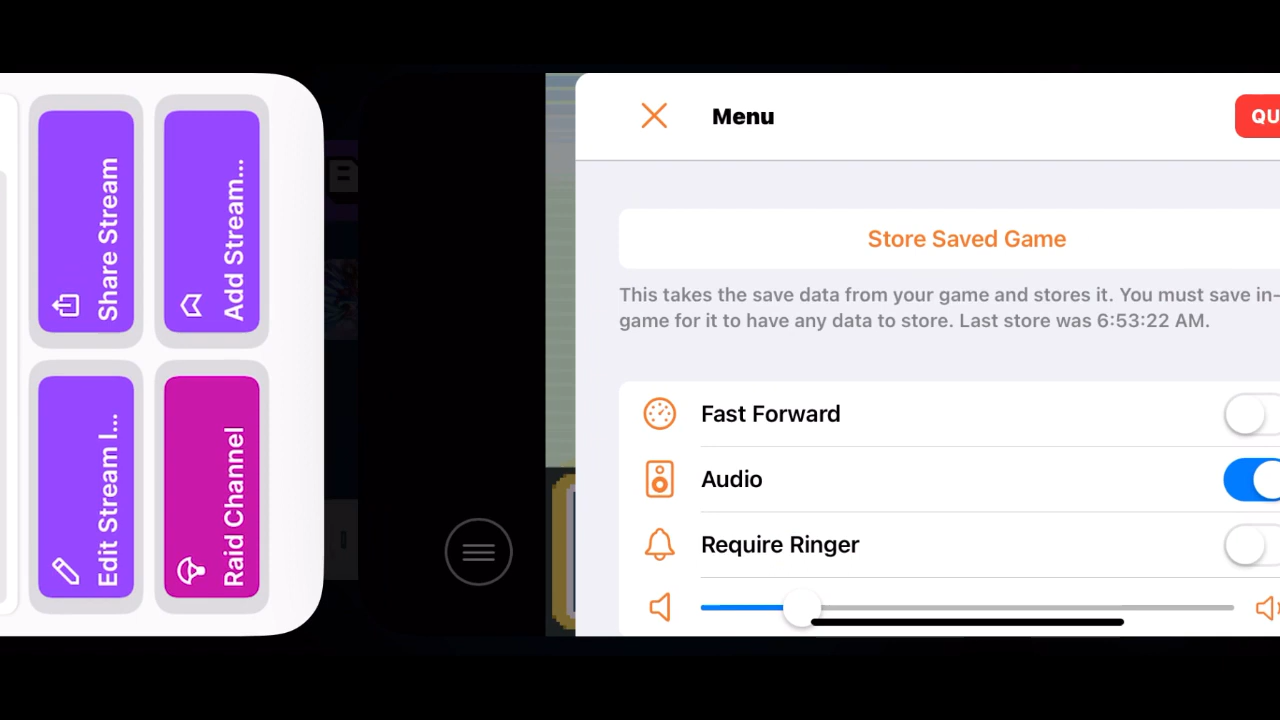 Share Stream
Add Stream...
Edit Stream I...
Raid Channel
Menu
QU
Store Saved Game
This takes the save data from your game and stores it. You must save in-
game for it to have any data to store. Last store was 6:53:22 AM.
Fast Forward
Audio
Require Ringer